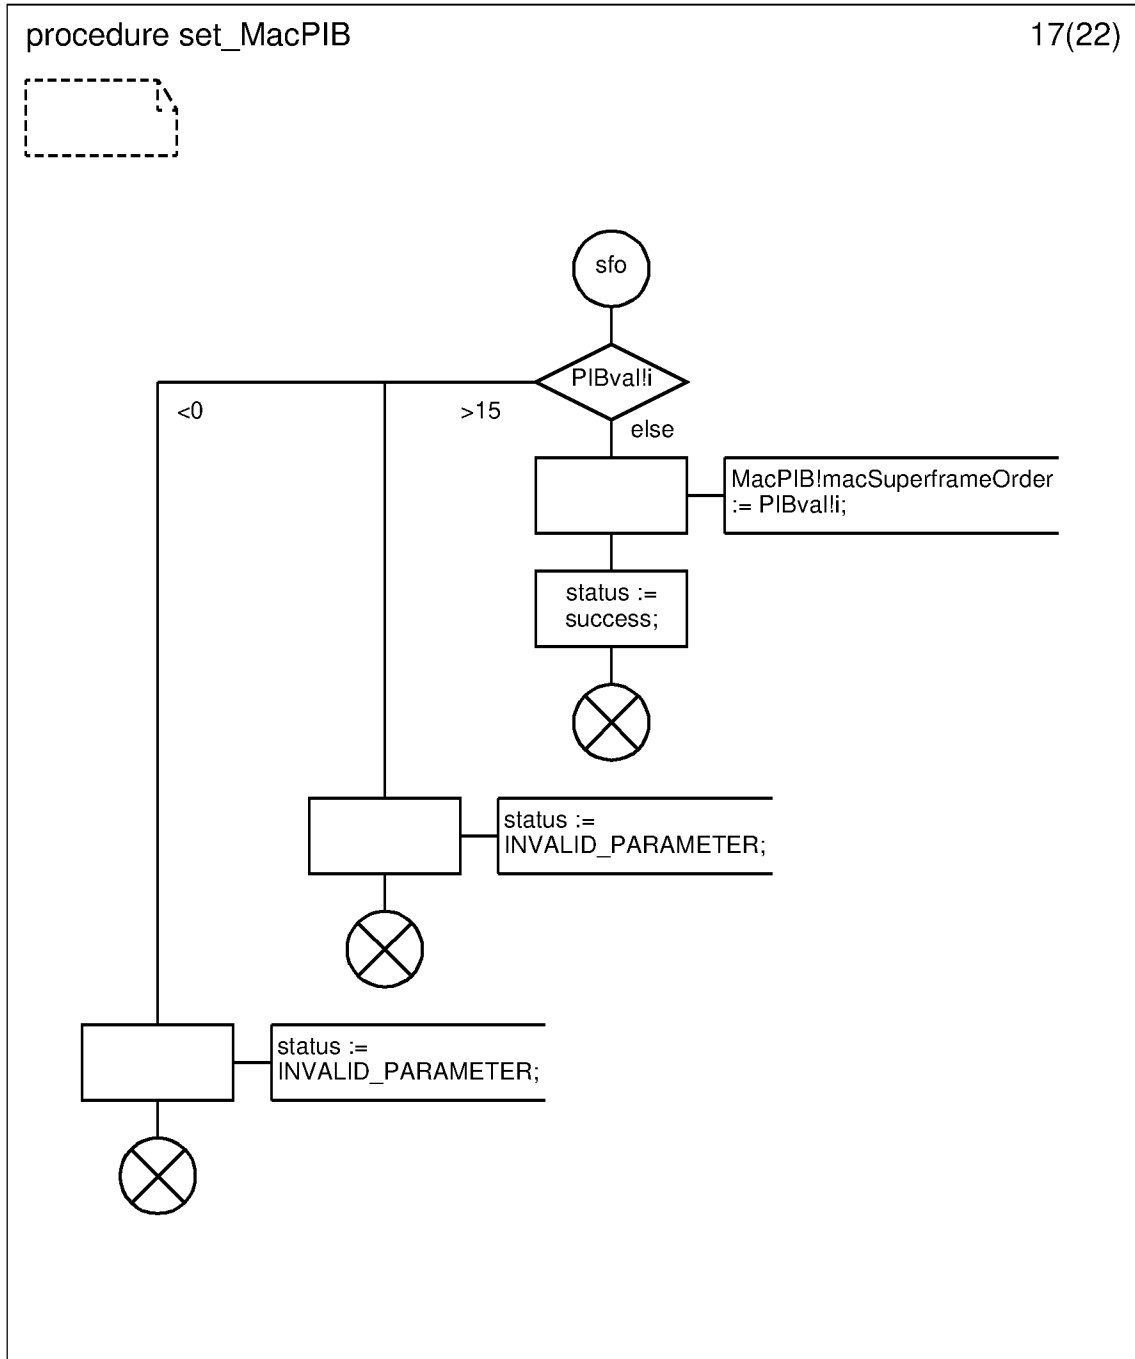 procedure set_MacPIB
17(22)
sfo
PIBval!i
<0
>15
else
MacPIB!macSuperframeOrder
:= PIBval!i;
status :=
success;
status :=
INVALID_PARAMETER;
status :=
INVALID_PARAMETER;